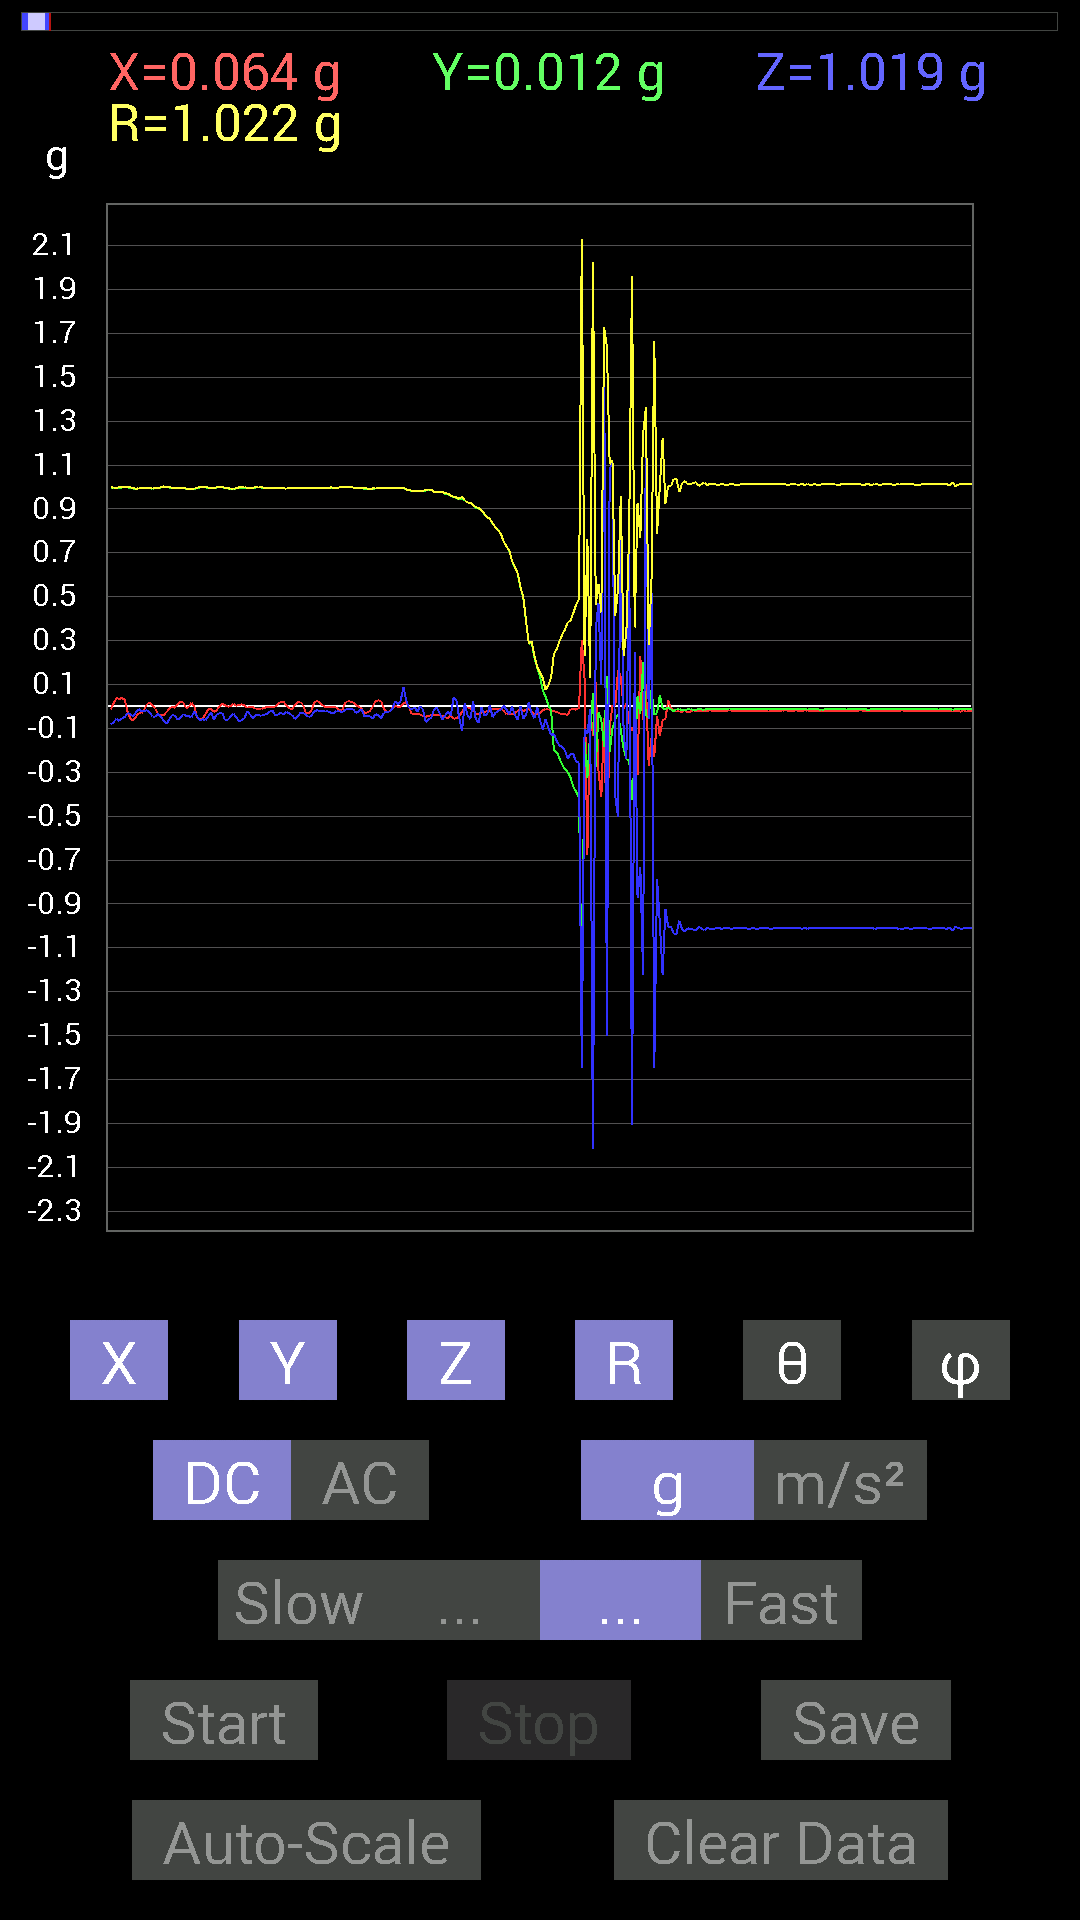 X=0.064 g Y=0.012 g Z=1.019 g
R=1.022 g
g
2.1
1.9
1.7
1.5
1.3
1.1
0.9
0.7
0.5
0.3
0.1
-0.1
-0.3
-0.5
-0.7
-0.9
-1.1
-1.3
-1.5
-1.7
-1.9
-2.1
-2.3
X Y Z R θ φ
DC AC g m/s²
Slow ... ... Fast
Start Stop Save
Auto-Scale Clear Data